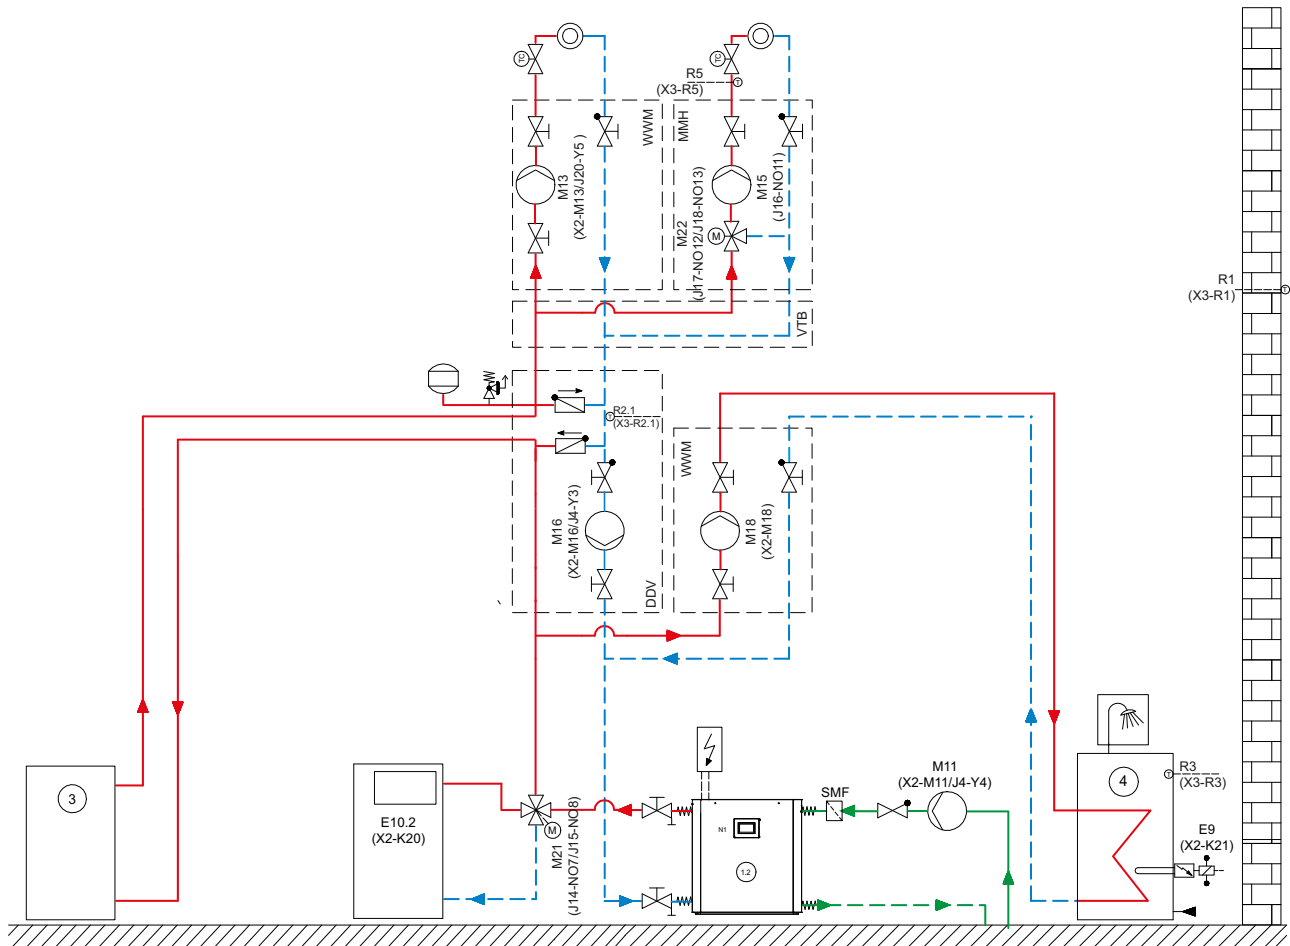 TC
TC
R5
(X3-R5)
WWM
MMH
M13
(X2-M13/J20-Y5 )
M15
(J16-NO11)
M22
(J17-NO12/J18-NO13)
M
R1
(X3-R1)
T
T
VTB
R2.1
(X3-R2.1)
T
WWM
M16
(X2-M16/J4-Y3)
M18
(X2-M18)
DDV
M11
(X2-M11/J4-Y4)
SMF
R3
(X3-R3)
T
3
4
E10.2
(X2-K20)
M
M21
(J14-NO7/J15-NO8)
N1
1.2
E9
(X2-K21)